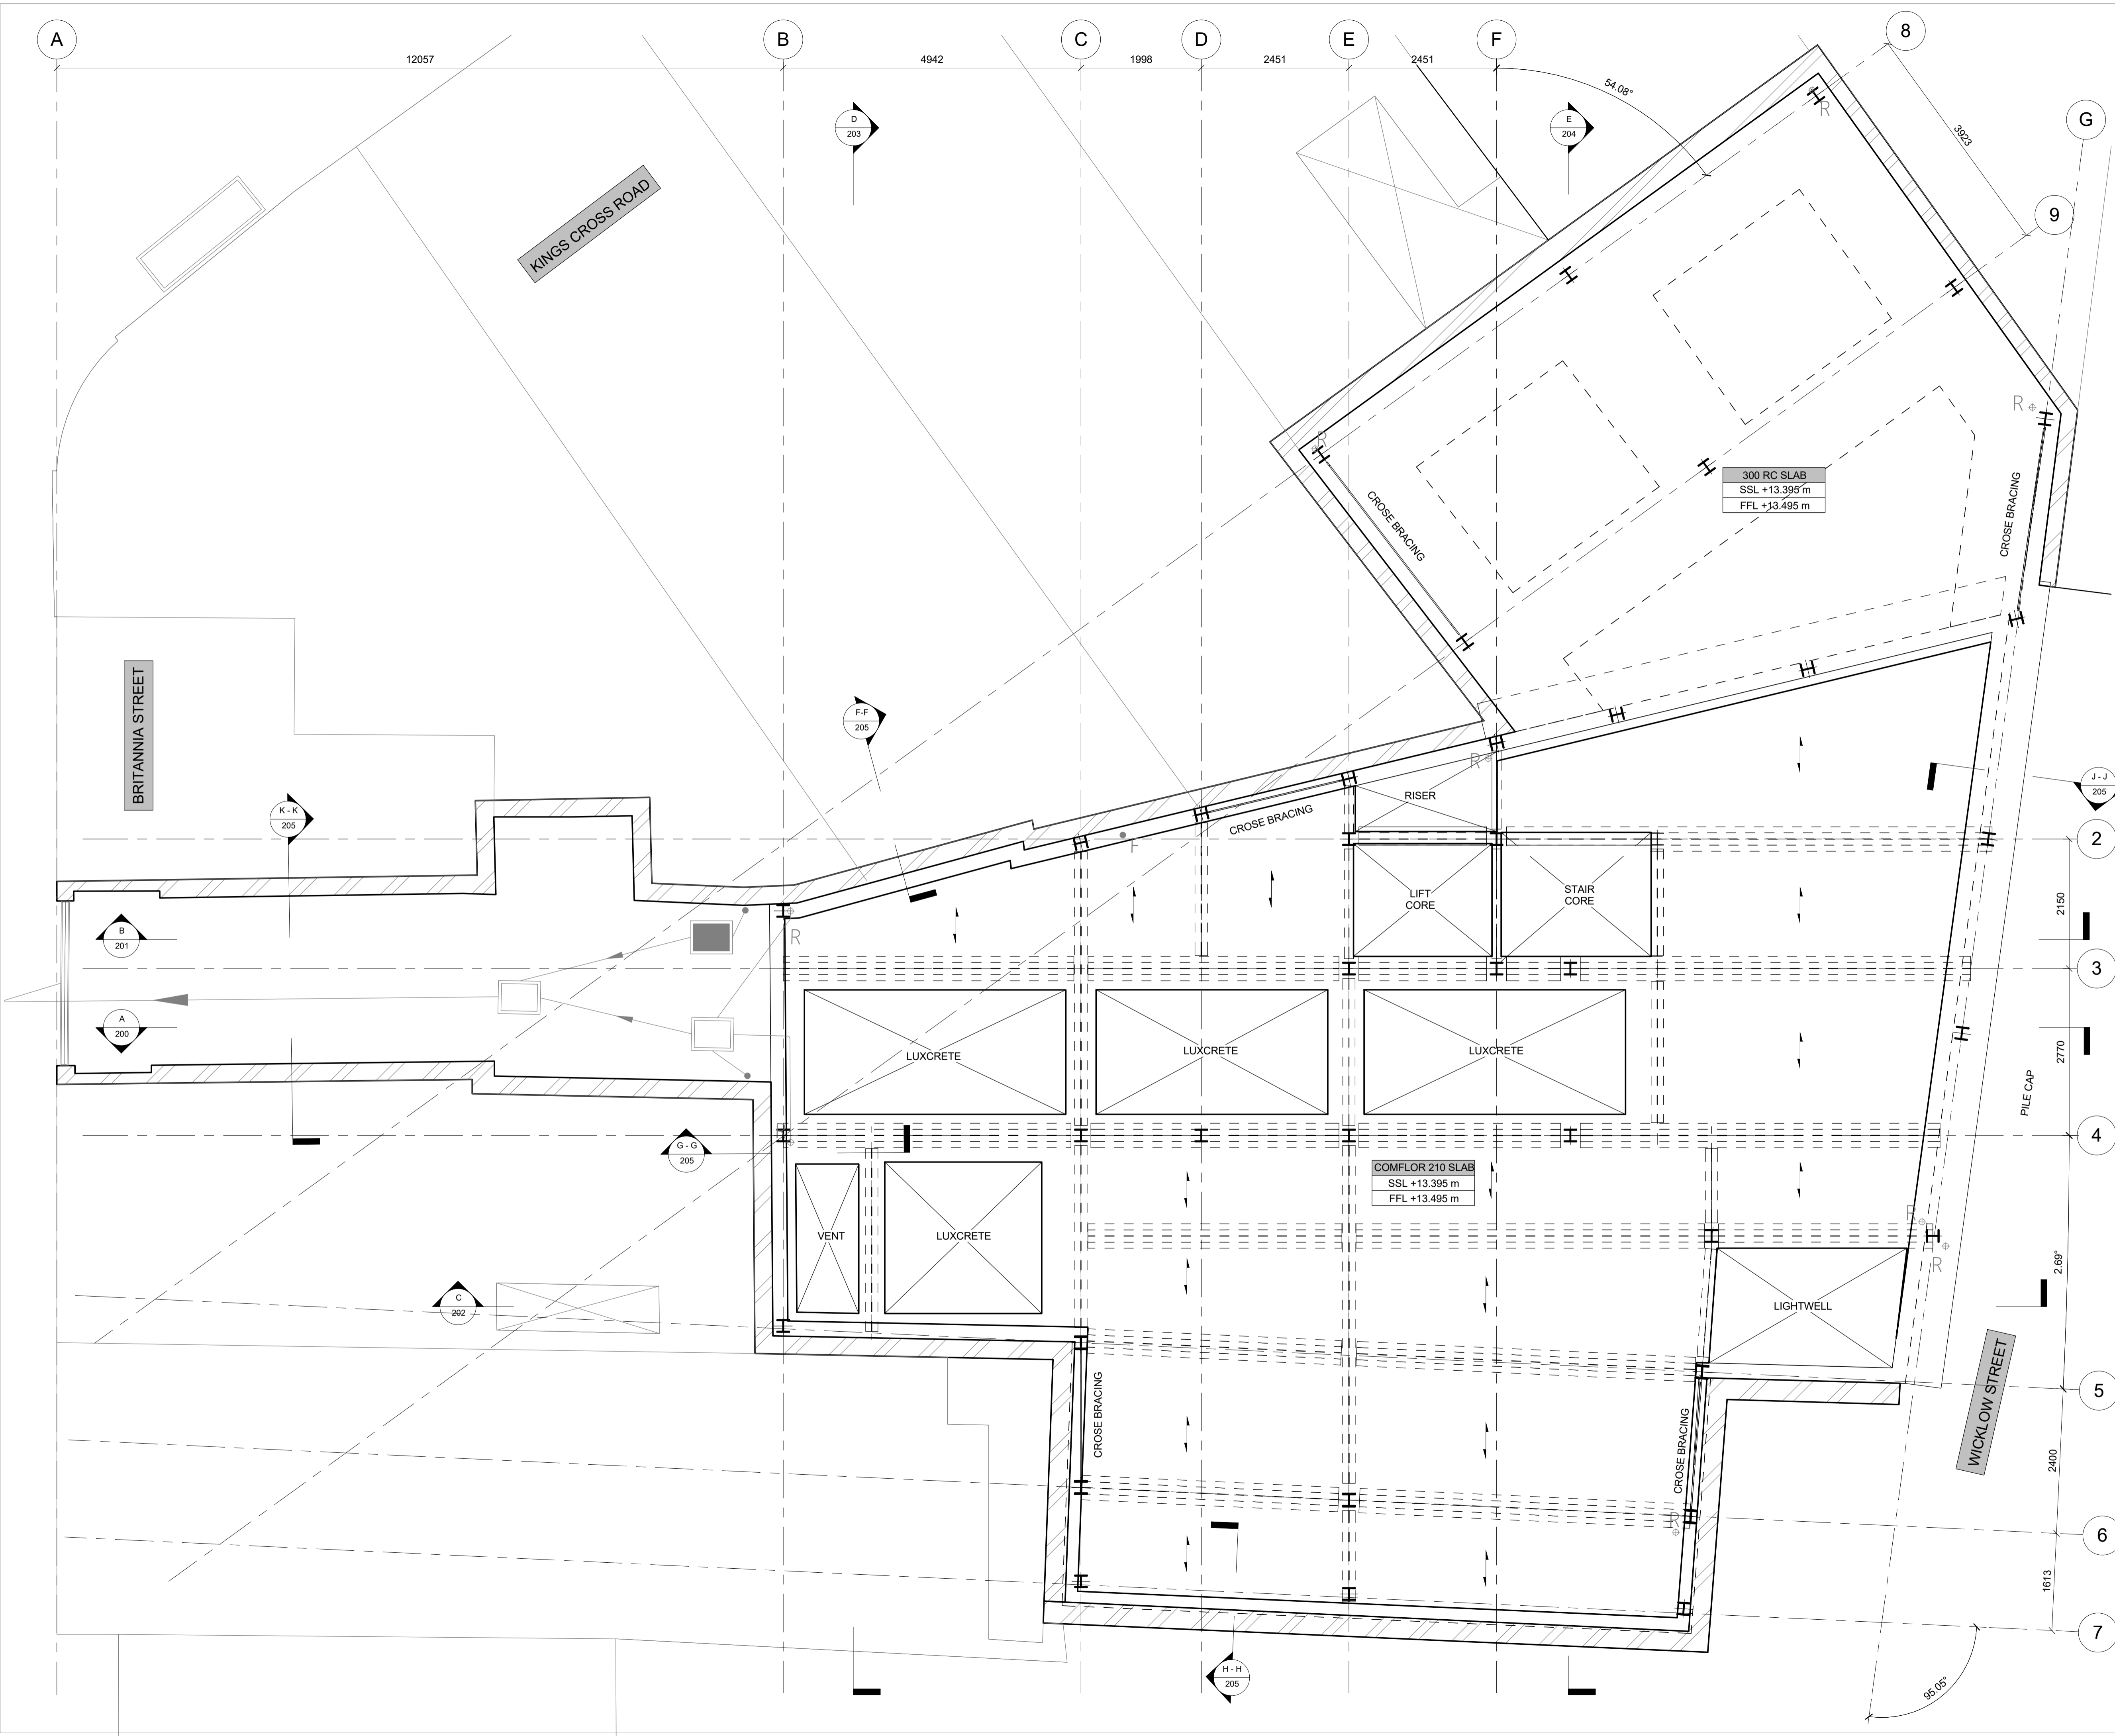 A
B
C
D
E
F
8
12057
4942
1998
2451
2451
54.08°
3923
G
9
D
203
E
204
KINGS CROSS ROAD
R
R
R
300 RC SLAB
SSL +13.395 m
FFL +13.495 m
CROSE BRACING
CROSE BRACING
BRITANNIA STREET
F-F
205
K - K
205
R
RISER
CROSE BRACING
J - J
205
2
LIFT
CORE
STAIR
CORE
2150
B
201
R
3
A
200
LUXCRETE
LUXCRETE
LUXCRETE
2770
PILE CAP
4
G - G
205
COMFLOR 210 SLAB
SSL +13.395 m
FFL +13.495 m
VENT
LUXCRETE
R
R
2.69°
C
202
LIGHTWELL
WICKLOW STREET
5
CROSE BRACING
CROSE BRACING
2400
R
6
1613
7
H - H
205
95.05°